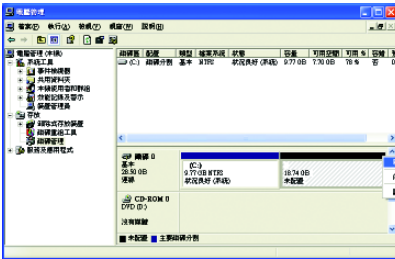 電腦管理
檔案(F) 執行(A) 檢視(V) 視窗(W) 說明(H)
電腦管理 (本機)
系統工具
事件檢視器
共用資料夾
本機使用者和群組
效能記錄及警示
裝置管理員
存放
卸除式存放裝置
磁碟重組工具
磁碟管理
服務及應用程式
磁碟區 配置 類型 檔案系統 狀態 容量 可用空間 可用 % 容錯
(C:) 磁碟分割 基本 NTFS 狀況良好 (系統) 9.77 GB 7.70 GB 78 % 否
磁碟 0
基本
28.50 GB
連線
(C:)
9.77 GB NTFS
狀況良好 (系統)
18.74 GB
未配置
CD-ROM 0
DVD (D:)
沒有媒體
未配置 主要磁碟分割